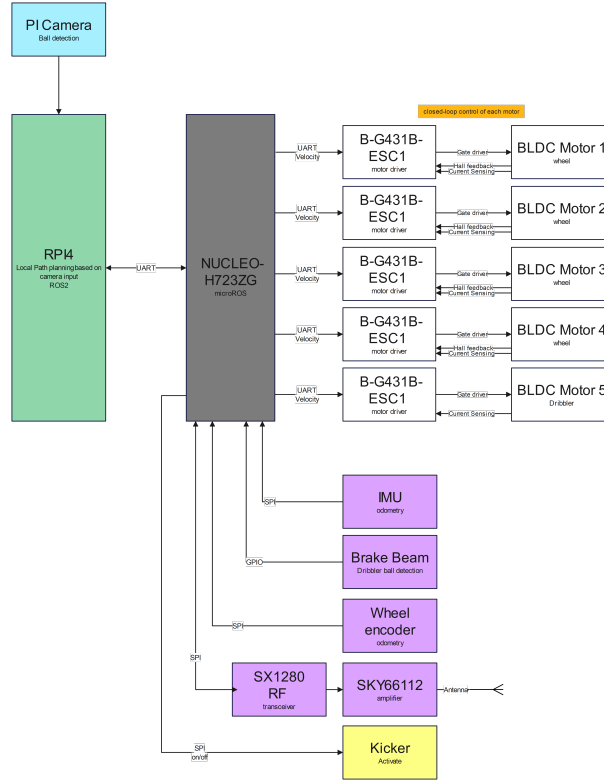 PI Camera
Ball detection
closed-loop control of each motor
RPI4
Local Path planning based on
camera input
ROS2
UART
NUCLEO-
H723ZG
microROS
UART
Velocity
B-G431B-
ESC1
motor driver
Gate driver
Hall feedback
Current Sensing
BLDC Motor 1
wheel
UART
Velocity
B-G431B-
ESC1
motor driver
Gate driver
Hall feedback
Current Sensing
BLDC Motor 2
wheel
UART
Velocity
B-G431B-
ESC1
motor driver
Gate driver
Hall feedback
Current Sensing
BLDC Motor 3
wheel
UART
Velocity
B-G431B-
ESC1
motor driver
Gate driver
Hall feedback
Current Sensing
BLDC Motor 4
wheel
UART
Velocity
B-G431B-
ESC1
motor driver
Gate driver
Current Sensing
BLDC Motor 5
Dribbler
SPI
IMU
odometry
GPIO
Brake Beam
Dribbler ball detection
SPI
Wheel
encoder
odometry
SPI
SX1280
RF
transceiver
SKY66112
amplifier
Antenna
SPI
on/off
Kicker
Activate